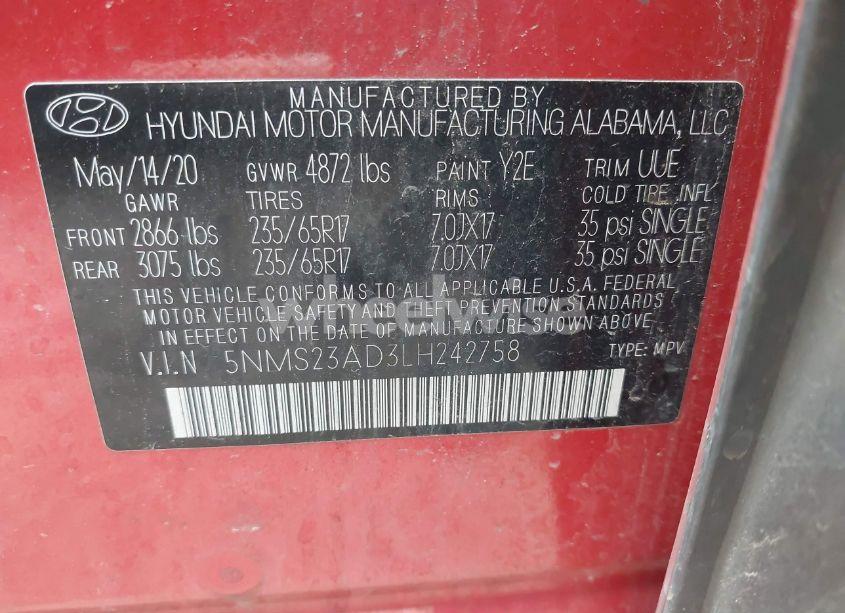 MANUFACTURED BY
HYUNDAI MOTOR MANUFACTURING ALABAMA, LLC
May/14/20 GVWR 4872 lbs PAINT Y2E TRIM UUE
GAWR TIRES RIMS COLD TIRE INFL
FRONT 2866 lbs 235/65R17 7.0JX17 35 psi SINGLE
REAR 3075 lbs 235/65R17 7.0JX17 35 psi SINGLE
THIS VEHICLE CONFORMS TO ALL APPLICABLE U.S.A. FEDERAL
MOTOR VEHICLE SAFETY AND THEFT PREVENTION STANDARDS
IN EFFECT ON THE DATE OF MANUFACTURE SHOWN ABOVE
V.I.N 5NMS23AD3LH242758 TYPE: MPV